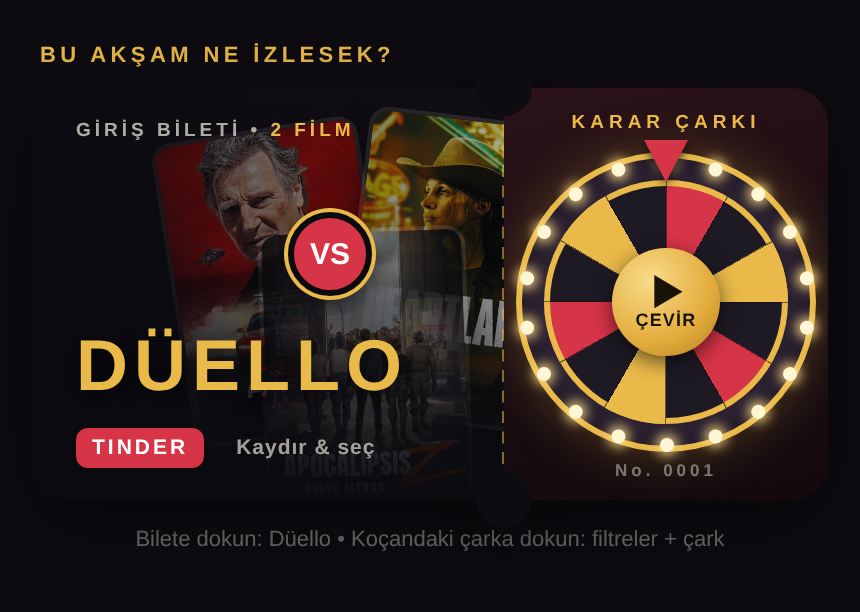 BU AKŞAM NE İZLESEK?
GİRİŞ BİLETİ • 2 FİLM
VS
DÜELLO
TINDER
Kaydır & seç
APOCALIPSIS Z
KARAR ÇARKI
ÇEVİR
No. 0001
Bilete dokun: Düello • Koçandaki çarka dokun: filtreler + çark